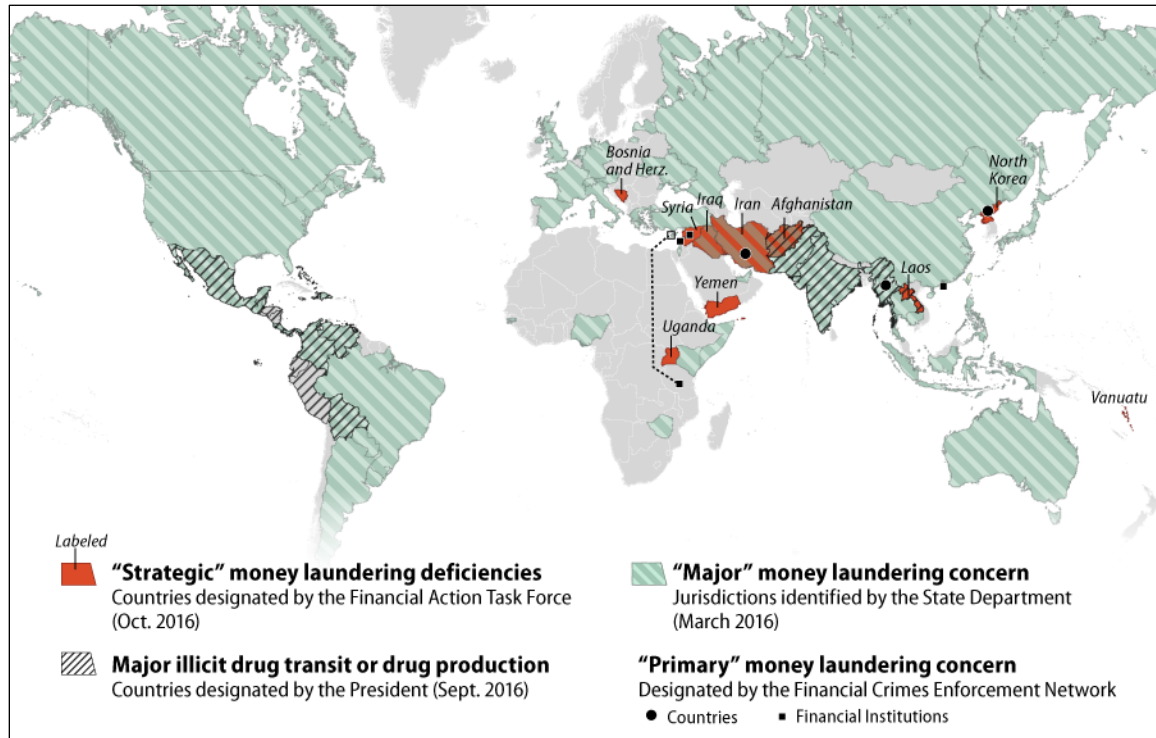 Bosnia
and Herz.
North
Korea
Syria
Iraq
Iran
Afghanistan
Laos
Yemen
Uganda
Vanuatu
Labeled
“Strategic” money laundering deficiencies
Countries designated by the Financial Action Task Force
(Oct. 2016)
Major illicit drug transit or drug production
Countries designated by the President (Sept. 2016)
“Major” money laundering concern
Jurisdictions identified by the State Department
(March 2016)
“Primary” money laundering concern
Designated by the Financial Crimes Enforcement Network
Countries
Financial Institutions